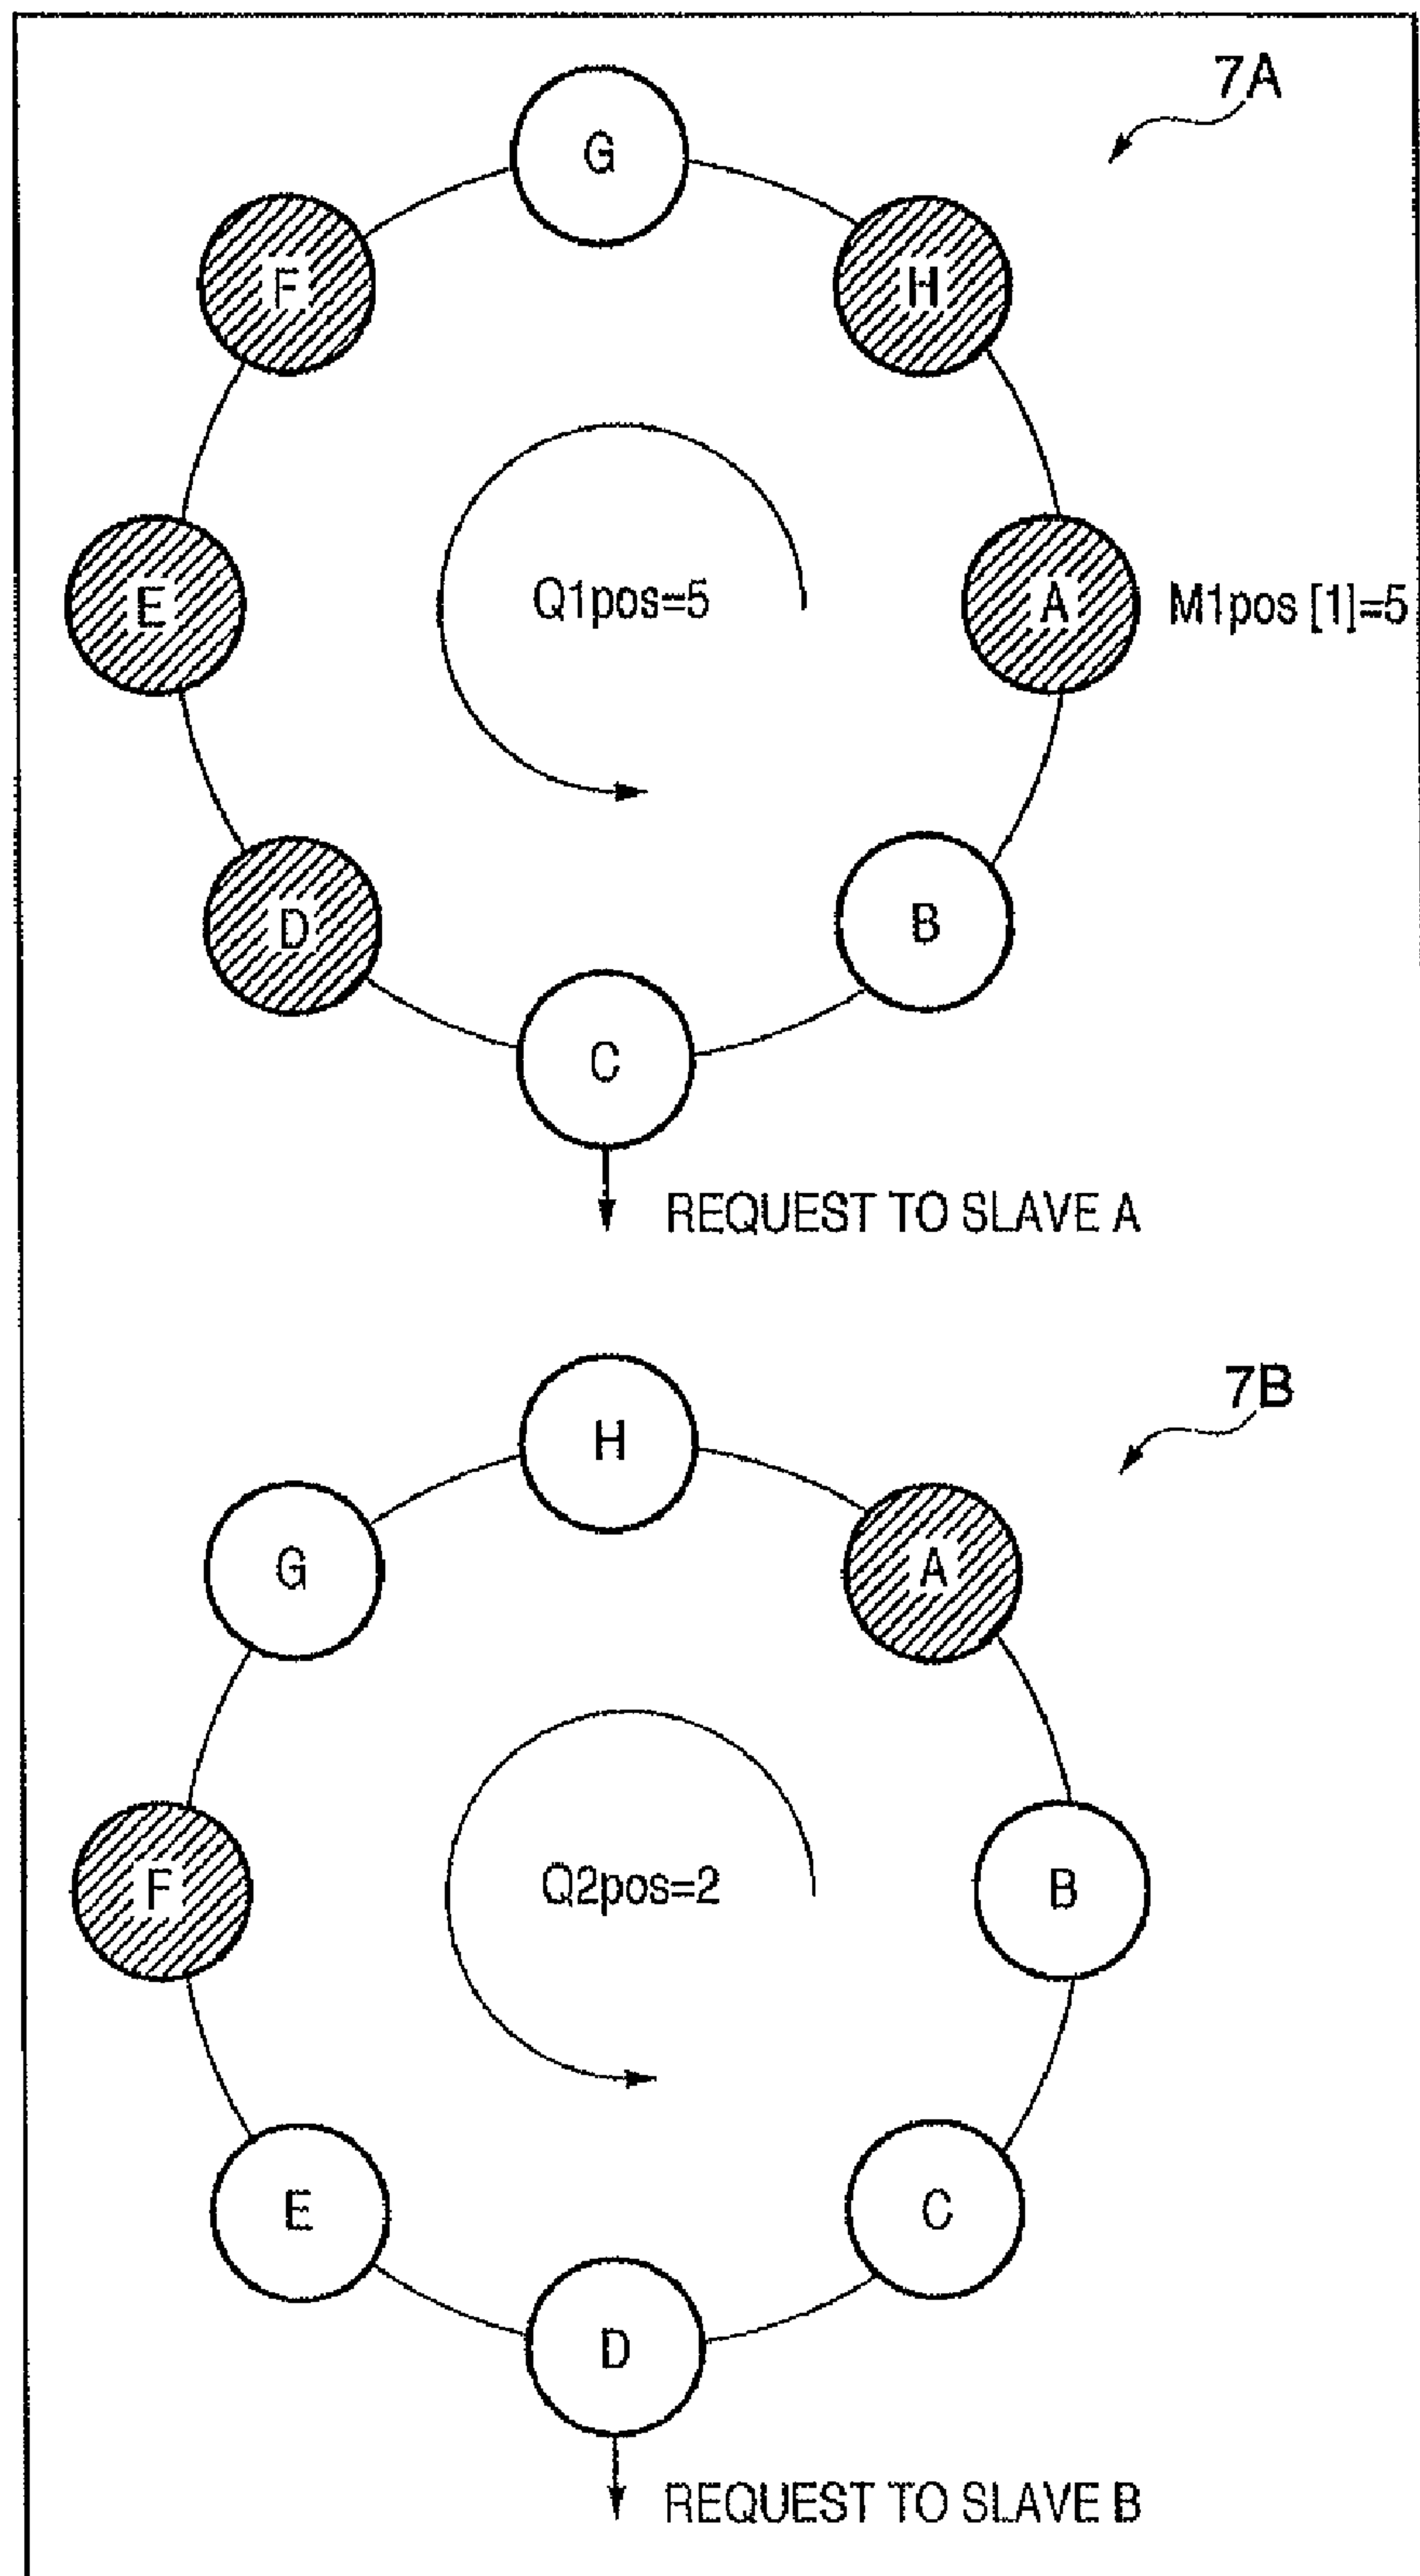 7A
G
F
H
E
Q1pos=5
A
M1pos [1]=5
D
B
C
REQUEST TO SLAVE A
7B
H
G
A
F
Q2pos=2
B
E
C
D
REQUEST TO SLAVE B